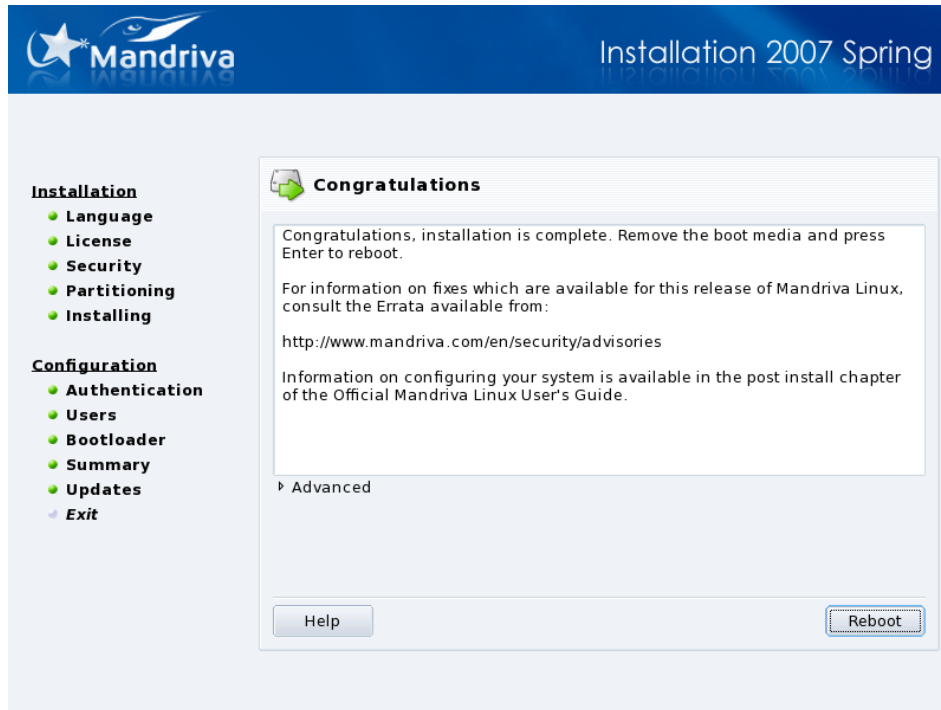 Mandriva
Installation 2007 Spring
Installation
Language
License
Security
Partitioning
Installing
Configuration
Authentication
Users
Bootloader
Summary
Updates
Exit
Congratulations
Congratulations, installation is complete. Remove the boot media and press
Enter to reboot.
For information on fixes which are available for this release of Mandriva Linux,
consult the Errata available from:
http://www.mandriva.com/en/security/advisories
Information on configuring your system is available in the post install chapter
of the Official Mandriva Linux User's Guide.
Advanced
Help
Reboot